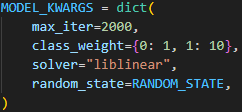 MODEL_KWARGS = dict(
    max_iter=2000,
    class_weight={0: 1, 1: 10},
    solver="liblinear",
    random_state=RANDOM_STATE,
)